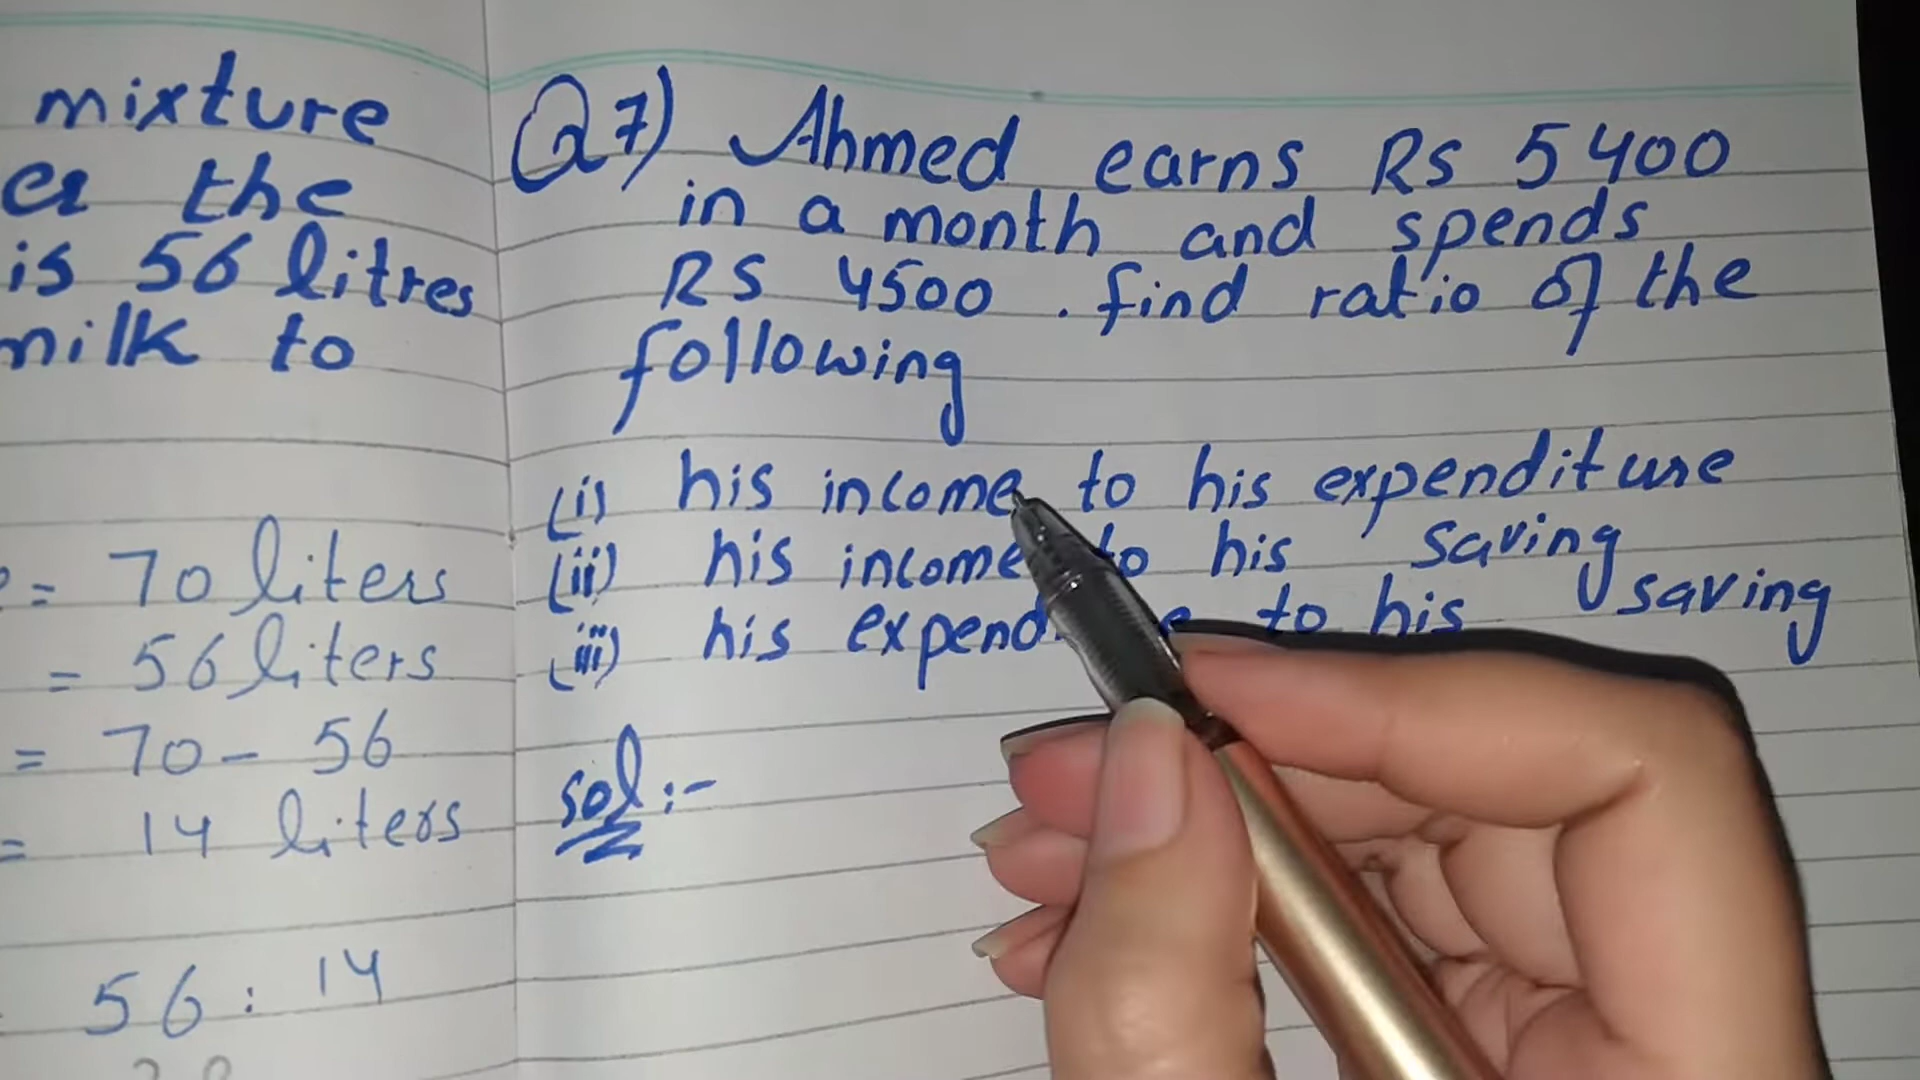 mixture
the
is 56 litres
milk to
= 70 liters
= 56 liters
= 70 - 56
= 14 liters
56 : 14
Q7) Ahmed earns Rs 5400
in a month and spends
RS 4500 . find ratio of the
following
(i) his income to his expenditure
(ii) his income to his saving
(iii) his to his saving
sol:-